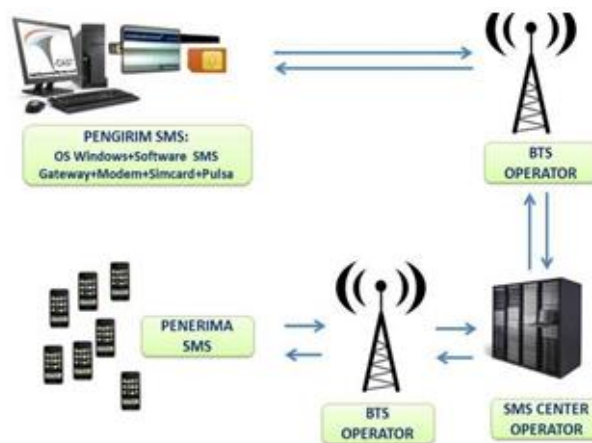 PENGIRIM SMS:
OS Windows+Software SMS
Gateway+Modem+Simcard+Pulsa
BTS
OPERATOR
PENERIMA
SMS
BTS
OPERATOR
SMS CENTER
OPERATOR